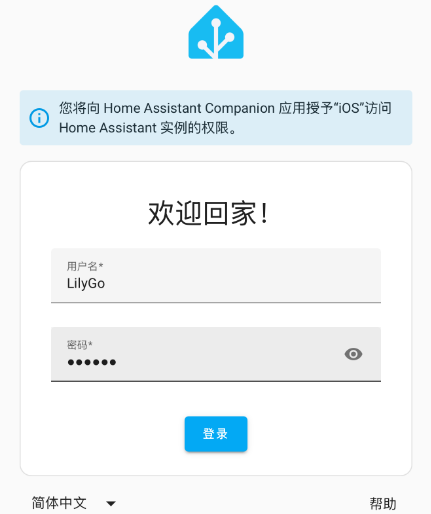 您将向 Home Assistant Companion 应用授予“iOS”访问
Home Assistant 实例的权限。
欢迎回家！
用户名*
LilyGo
密码*
••••••
登录
简体中文
帮助